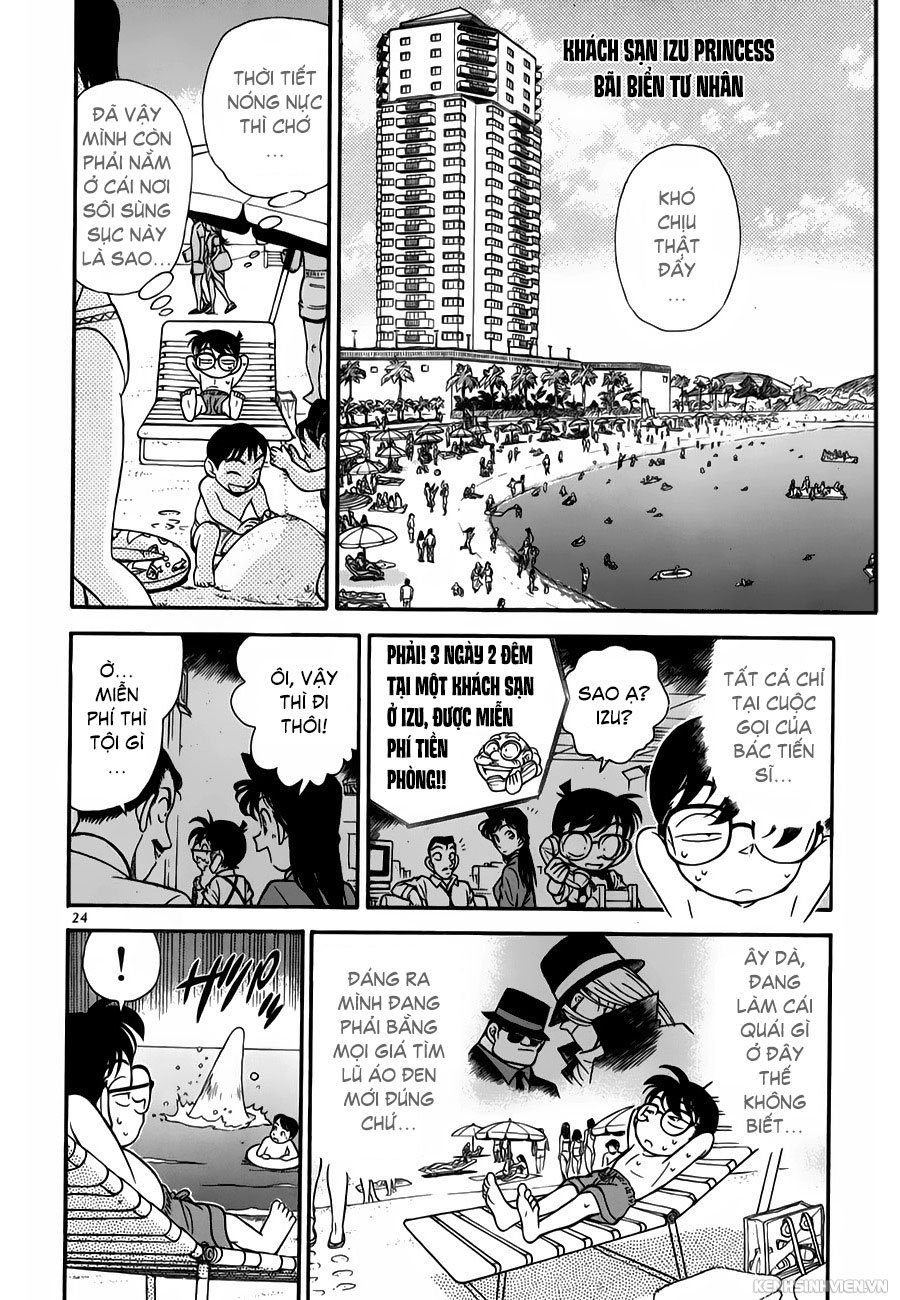 KHÁCH SẠN IZU PRINCESS
BÃI BIỂN TƯ NHÂN
KHÓ
CHỊU
THẬT
ĐẤY
...
THỜI TIẾT
NÓNG NỰC
THÌ CHỚ
...
ĐÃ VẬY
MÌNH CÒN
PHẢI NẰM
Ở CÁI NƠI
SÔI SÙNG
SỤC NÀY
LÀ SAO...
TẤT CẢ CHỈ
TẠI CUỘC
GỌI CỦA
BÁC TIẾN
SĨ...
SAO Ạ?
IZU?
PHẢI! 3 NGÀY 2 ĐÊM
TẠI MỘT KHÁCH SẠN
Ở IZU, ĐƯỢC MIỄN
PHÍ TIỀN
PHÒNG!!
ÔI, VẬY
THÌ ĐI
THÔI!
Ờ...
MIỄN
PHÍ THÌ
TỘI GÌ
...
24
ÂY DÀ,
ĐANG
LÀM CÁI
QUÁI GÌ
Ở ĐÂY
THẾ
KHÔNG
BIẾT...
ĐÁNG RA
MÌNH ĐANG
PHẢI BẰNG
MỌI GIÁ TÌM
LŨ ÁO ĐEN
MỚI ĐÚNG
CHỨ...
!
KENHSINHVIEN.VN